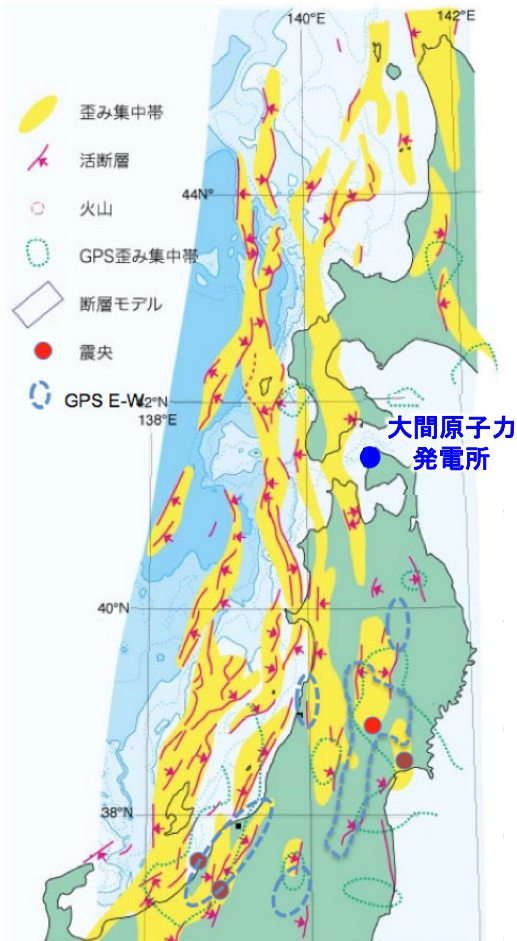 140°E
142°E
歪み集中帯
活断層
火山
44N°
GPS歪み集中帯
断層モデル
震央
GPS E-W
42°N
138°E
大間原子力
発電所
40°N
38°N